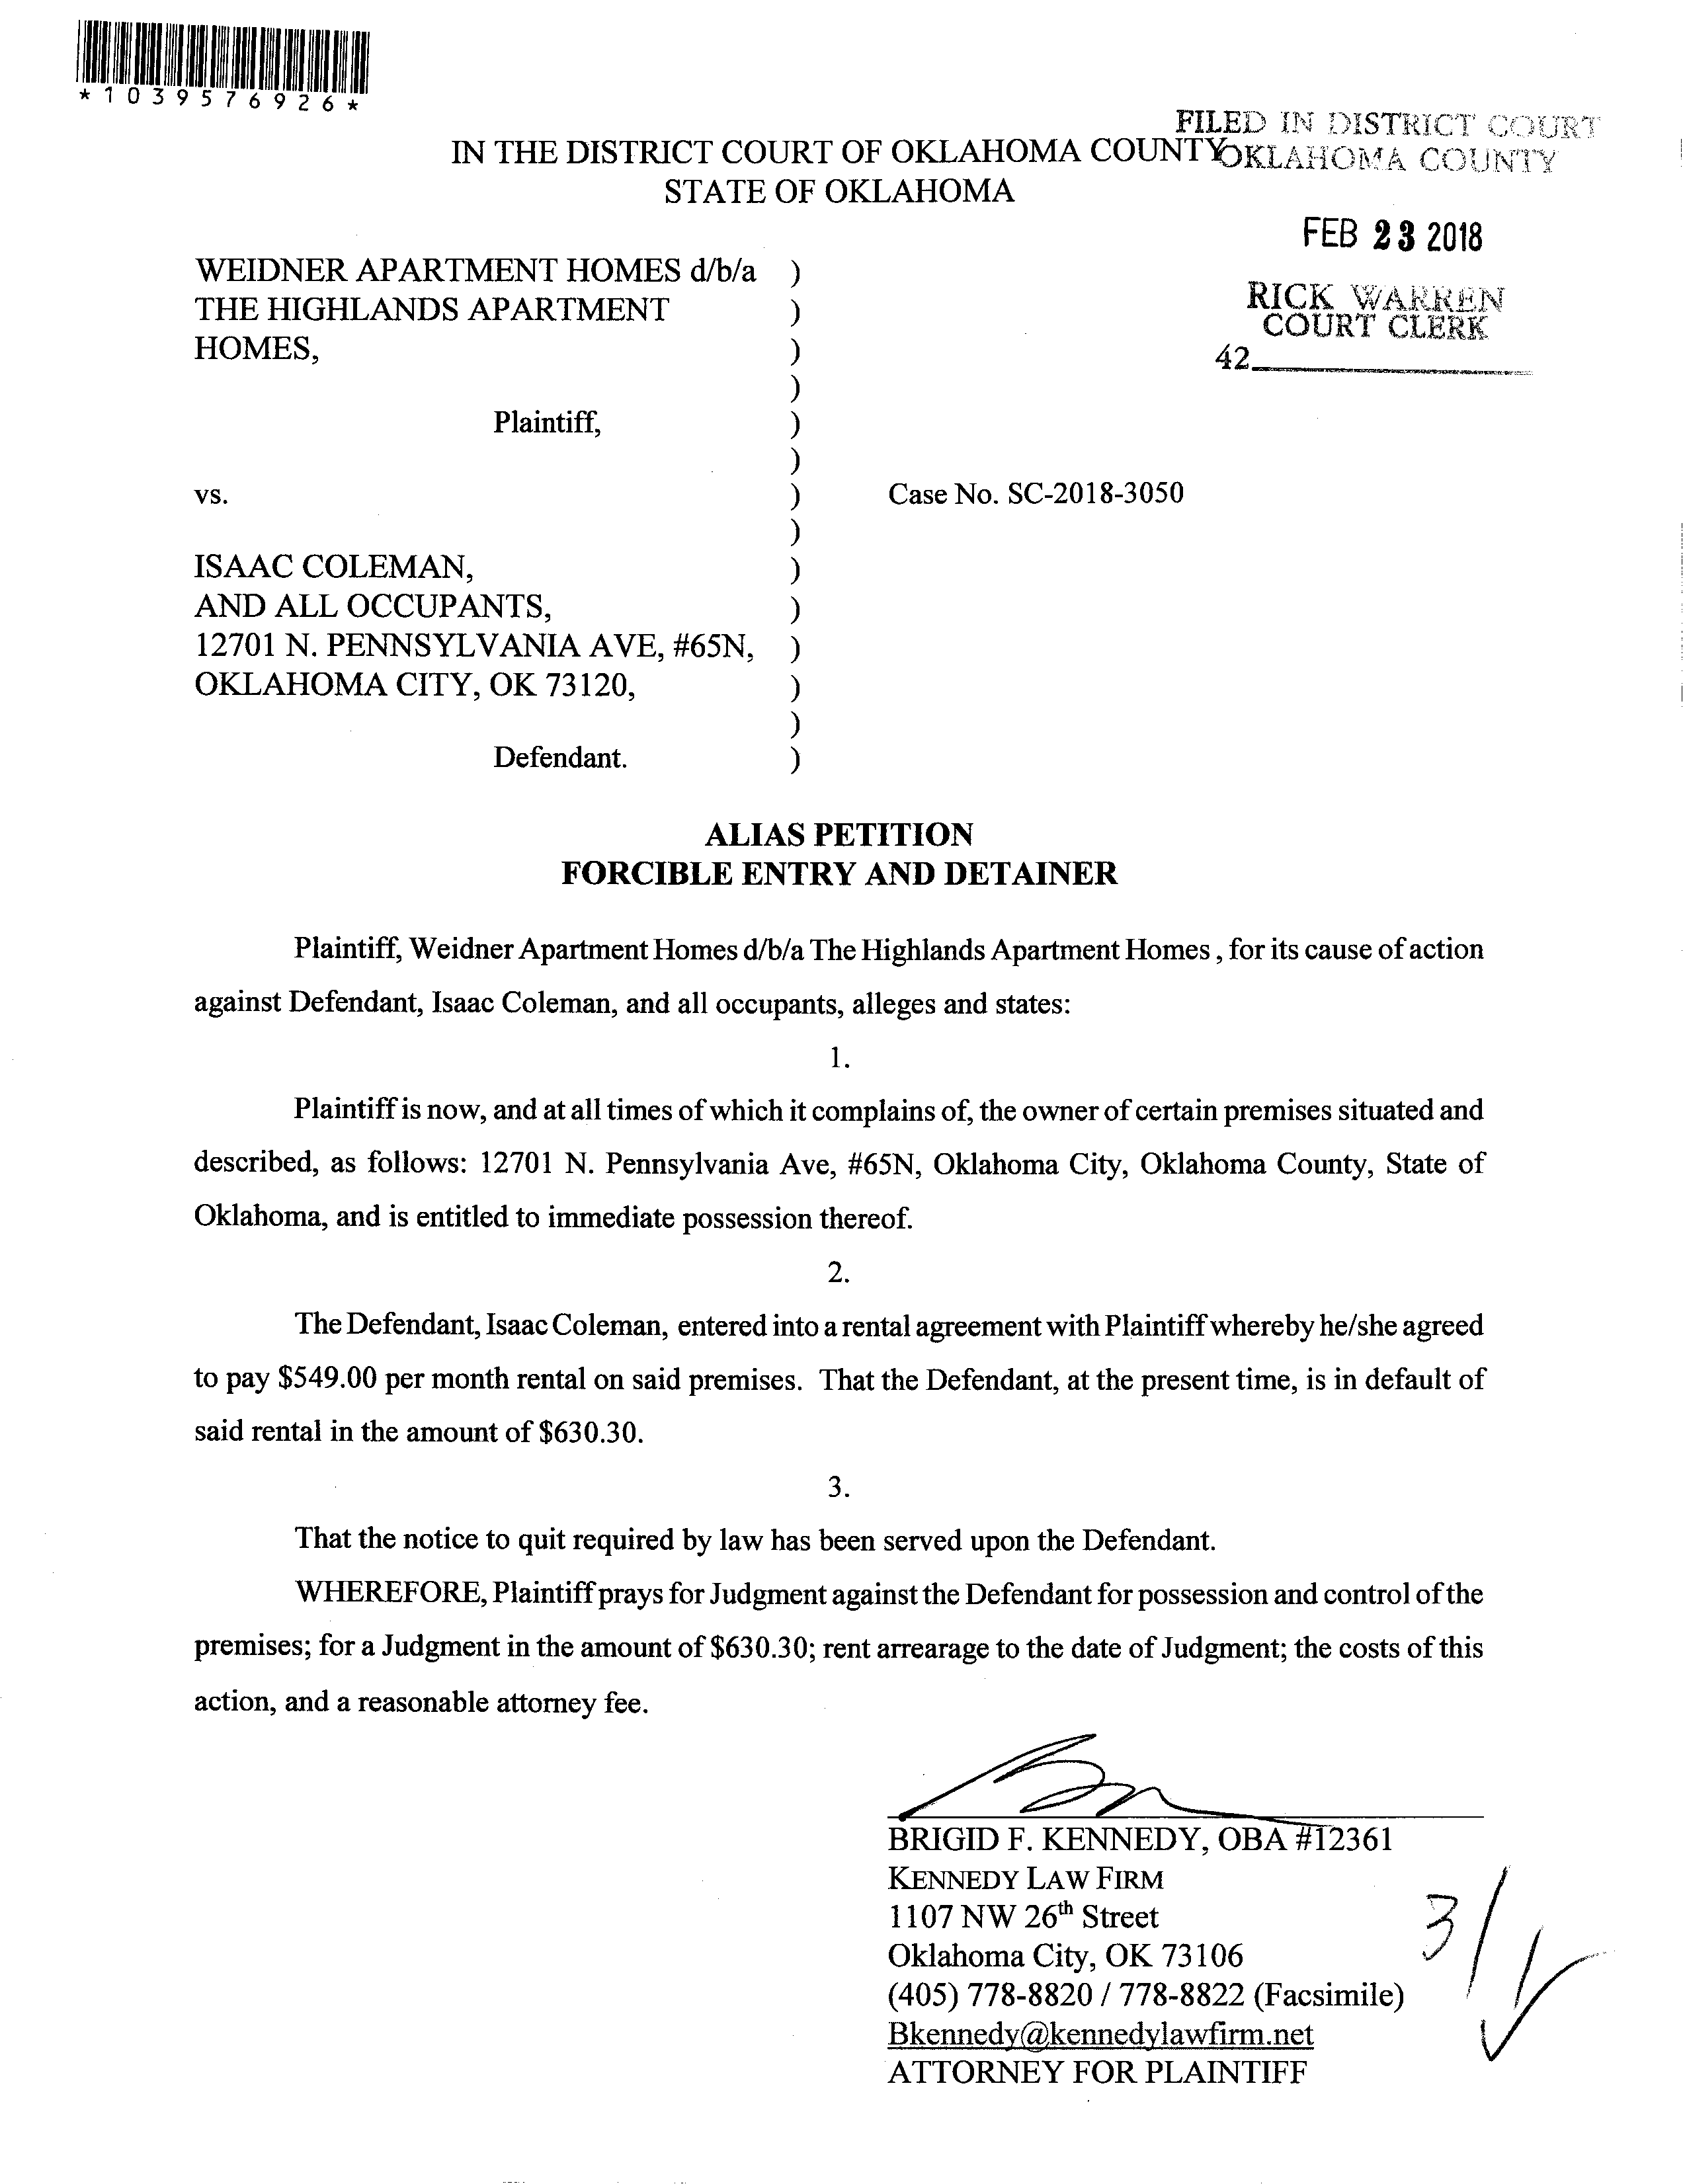 *1039576926*
FILED IN DISTRICT COURT
OKLAHOMA COUNTY
IN THE DISTRICT COURT OF OKLAHOMA COUNTY
STATE OF OKLAHOMA
FEB 23 2018
RICK WARREN
COURT CLERK
42
WEIDNER APARTMENT HOMES d/b/a )
THE HIGHLANDS APARTMENT )
HOMES, )
)
Plaintiff, )
)
vs. ) Case No. SC-2018-3050
)
ISAAC COLEMAN, )
AND ALL OCCUPANTS, )
12701 N. PENNSYLVANIA AVE, #65N, )
OKLAHOMA CITY, OK 73120, )
)
Defendant. )
ALIAS PETITION
FORCIBLE ENTRY AND DETAINER
Plaintiff, Weidner Apartment Homes d/b/a The Highlands Apartment Homes , for its cause of action
against Defendant, Isaac Coleman, and all occupants, alleges and states:
1.
Plaintiff is now, and at all times of which it complains of, the owner of certain premises situated and
described, as follows: 12701 N. Pennsylvania Ave, #65N, Oklahoma City, Oklahoma County, State of
Oklahoma, and is entitled to immediate possession thereof.
2.
The Defendant, Isaac Coleman, entered into a rental agreement with Plaintiff whereby he/she agreed
to pay $549.00 per month rental on said premises. That the Defendant, at the present time, is in default of
said rental in the amount of $630.30.
3.
That the notice to quit required by law has been served upon the Defendant.
WHEREFORE, Plaintiff prays for Judgment against the Defendant for possession and control of the
premises; for a Judgment in the amount of $630.30; rent arrearage to the date of Judgment; the costs of this
action, and a reasonable attorney fee.
BRIGID F. KENNEDY, OBA #12361
KENNEDY LAW FIRM
1107 NW 26th Street
Oklahoma City, OK 73106
(405) 778-8820 / 778-8822 (Facsimile)
Bkennedy@kennedylawfirm.net
ATTORNEY FOR PLAINTIFF